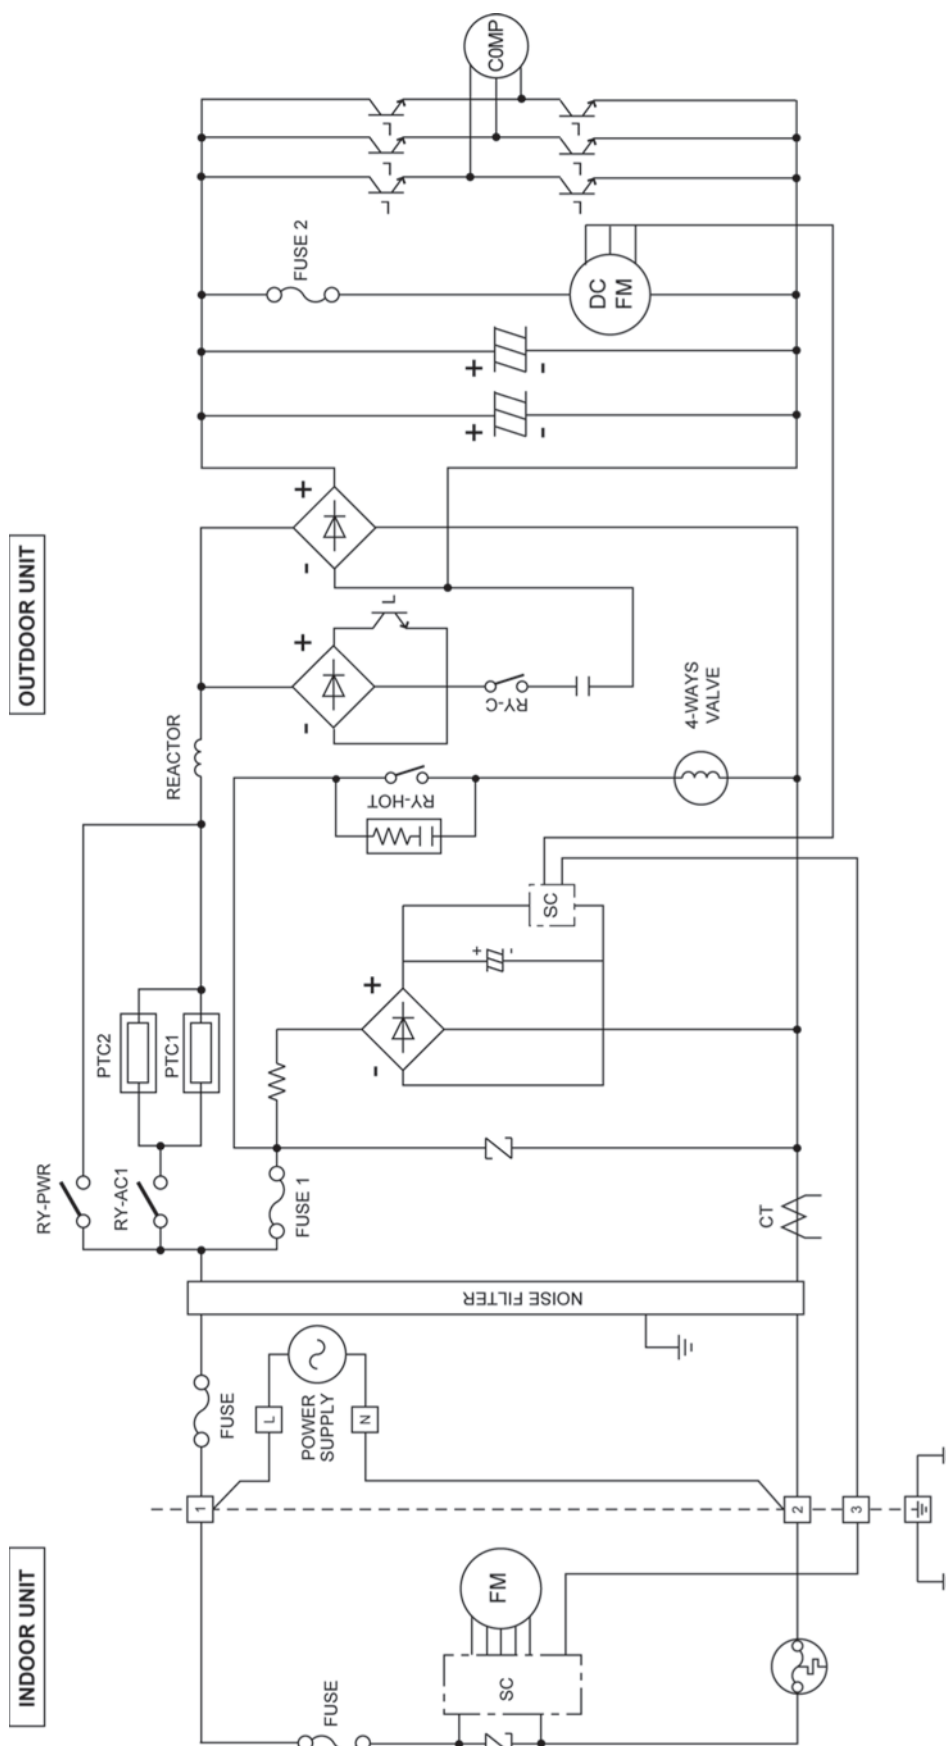 COMP
FUSE 2
DC
FM
+
-
+
-
OUTDOOR UNIT
+
-
+
-
RY-C
4-WAYS
VALVE
REACTOR
RY-HOT
SC
+
-
+
-
PTC2
PTC1
RY-PWR
RY-AC1
FUSE 1
CT
NOISE FILTER
FUSE
L
POWER
SUPPLY
N
1
2
3
INDOOR UNIT
FM
SC
FUSE